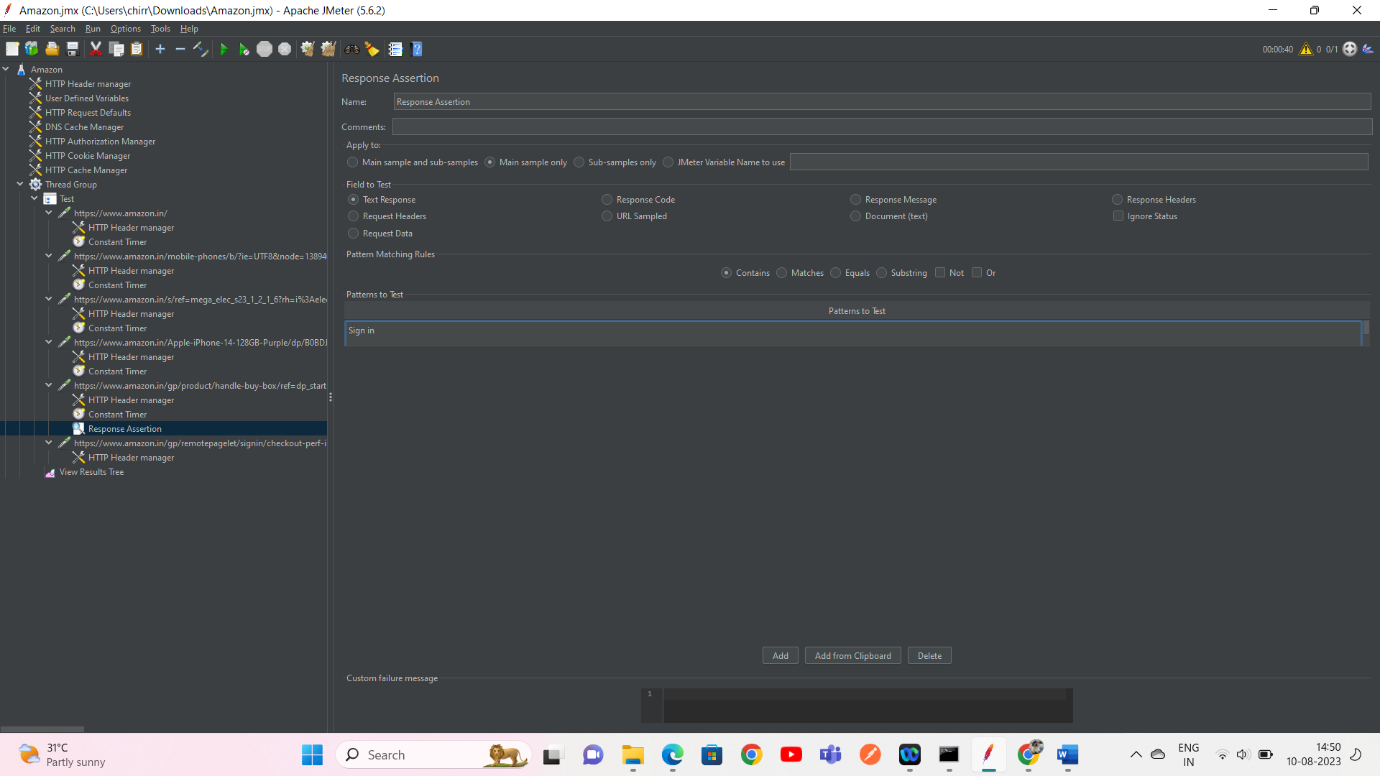 Amazon.jmx (C:\Users\chirr\Downloads\Amazon.jmx) - Apache JMeter (5.6.2)
File Edit Search Run Options Tools Help
00:00:40 0 0/1
Amazon
HTTP Header manager
User Defined Variables
HTTP Request Defaults
DNS Cache Manager
HTTP Authorization Manager
HTTP Cookie Manager
HTTP Cache Manager
Thread Group
Test
https://www.amazon.in/
HTTP Header manager
Constant Timer
https://www.amazon.in/mobile-phones/b/?ie=UTF8&node=13894
HTTP Header manager
Constant Timer
https://www.amazon.in/s/ref=mega_elec_s23_1_2_1_6?rh=i%3Aele
HTTP Header manager
Constant Timer
https://www.amazon.in/Apple-iPhone-14-128GB-Purple/dp/B0BDJ
HTTP Header manager
Constant Timer
https://www.amazon.in/gp/product/handle-buy-box/ref=dp_start
HTTP Header manager
Constant Timer
Response Assertion
https://www.amazon.in/gp/remotepagelet/signin/checkout-perf-i
HTTP Header manager
View Results Tree
Response Assertion
Name: Response Assertion
Comments:
Apply to:
Main sample and sub-samples Main sample only Sub-samples only JMeter Variable Name to use
Field to Test
Text Response Response Code Response Message Response Headers
Request Headers URL Sampled Document (text) Ignore Status
Request Data
Pattern Matching Rules
Contains Matches Equals Substring Not Or
Patterns to Test
Patterns to Test
Sign in
Add Add from Clipboard Delete
Custom failure message
1
31°C
Partly sunny
Search
ENG
IN
14:50
10-08-2023